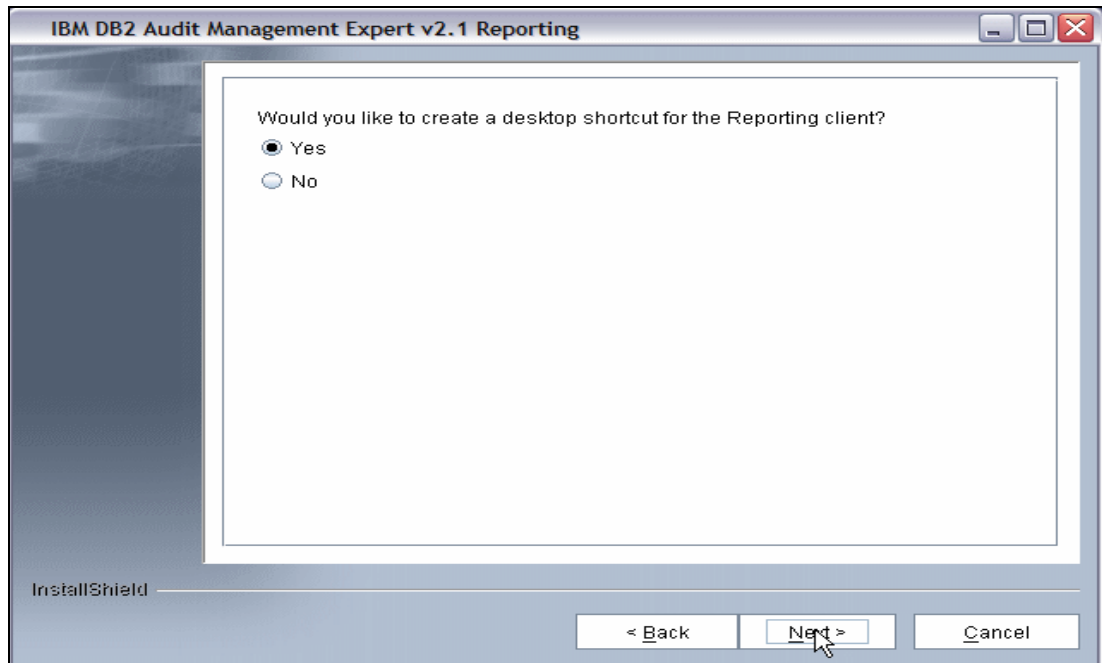 IBM DB2 Audit Management Expert v2.1 Reporting
Would you like to create a desktop shortcut for the Reporting client?
Yes
No
InstallShield
< Back
Next >
Cancel